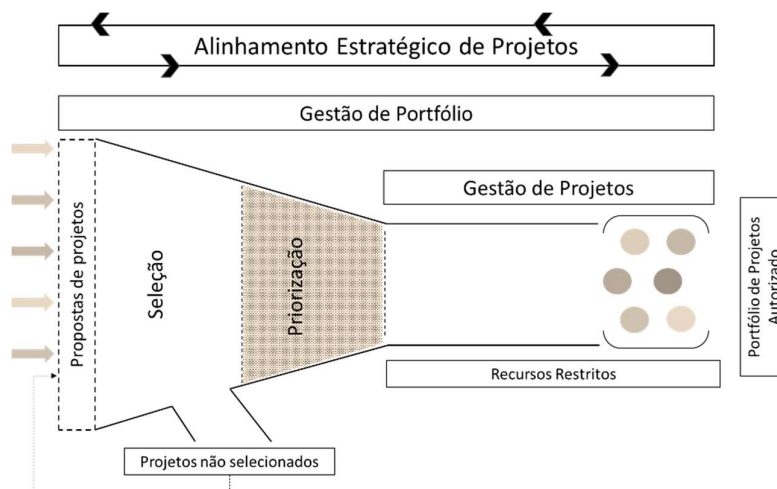 Alinhamento Estratégico de Projetos
Gestão de Portfólio
Gestão de Projetos
Propostas de projetos
Seleção
Priorização
Portfólio de Projetos
Autorizado
Recursos Restritos
Projetos não selecionados